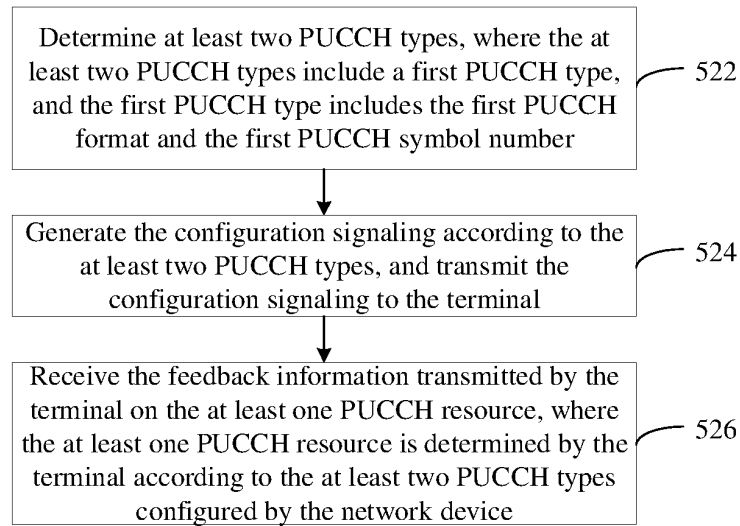 Determine at least two PUCCH types, where the at
least two PUCCH types include a first PUCCH type,
and the first PUCCH type includes the first PUCCH
format and the first PUCCH symbol number
522
Generate the configuration signaling according to the
at least two PUCCH types, and transmit the
configuration signaling to the terminal
524
Receive the feedback information transmitted by the
terminal on the at least one PUCCH resource, where
the at least one PUCCH resource is determined by the
terminal according to the at least two PUCCH types
configured by the network device
526